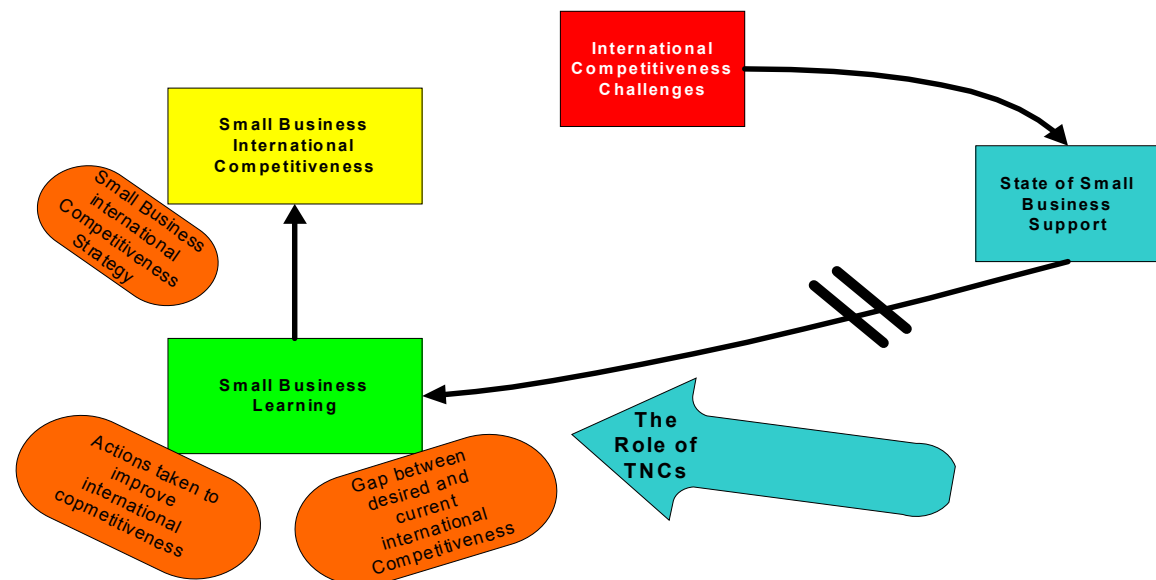 International
Competitiveness
Challenges
Small Business
International
Competitiveness
State of Small
Business
Support
Small Business
international
Competitiveness
Strategy
Small Business
Learning
The
Role of
TNCs
Actions taken to
improve
international
copmetitiveness
Gap between
desired and
current
international
Competitiveness